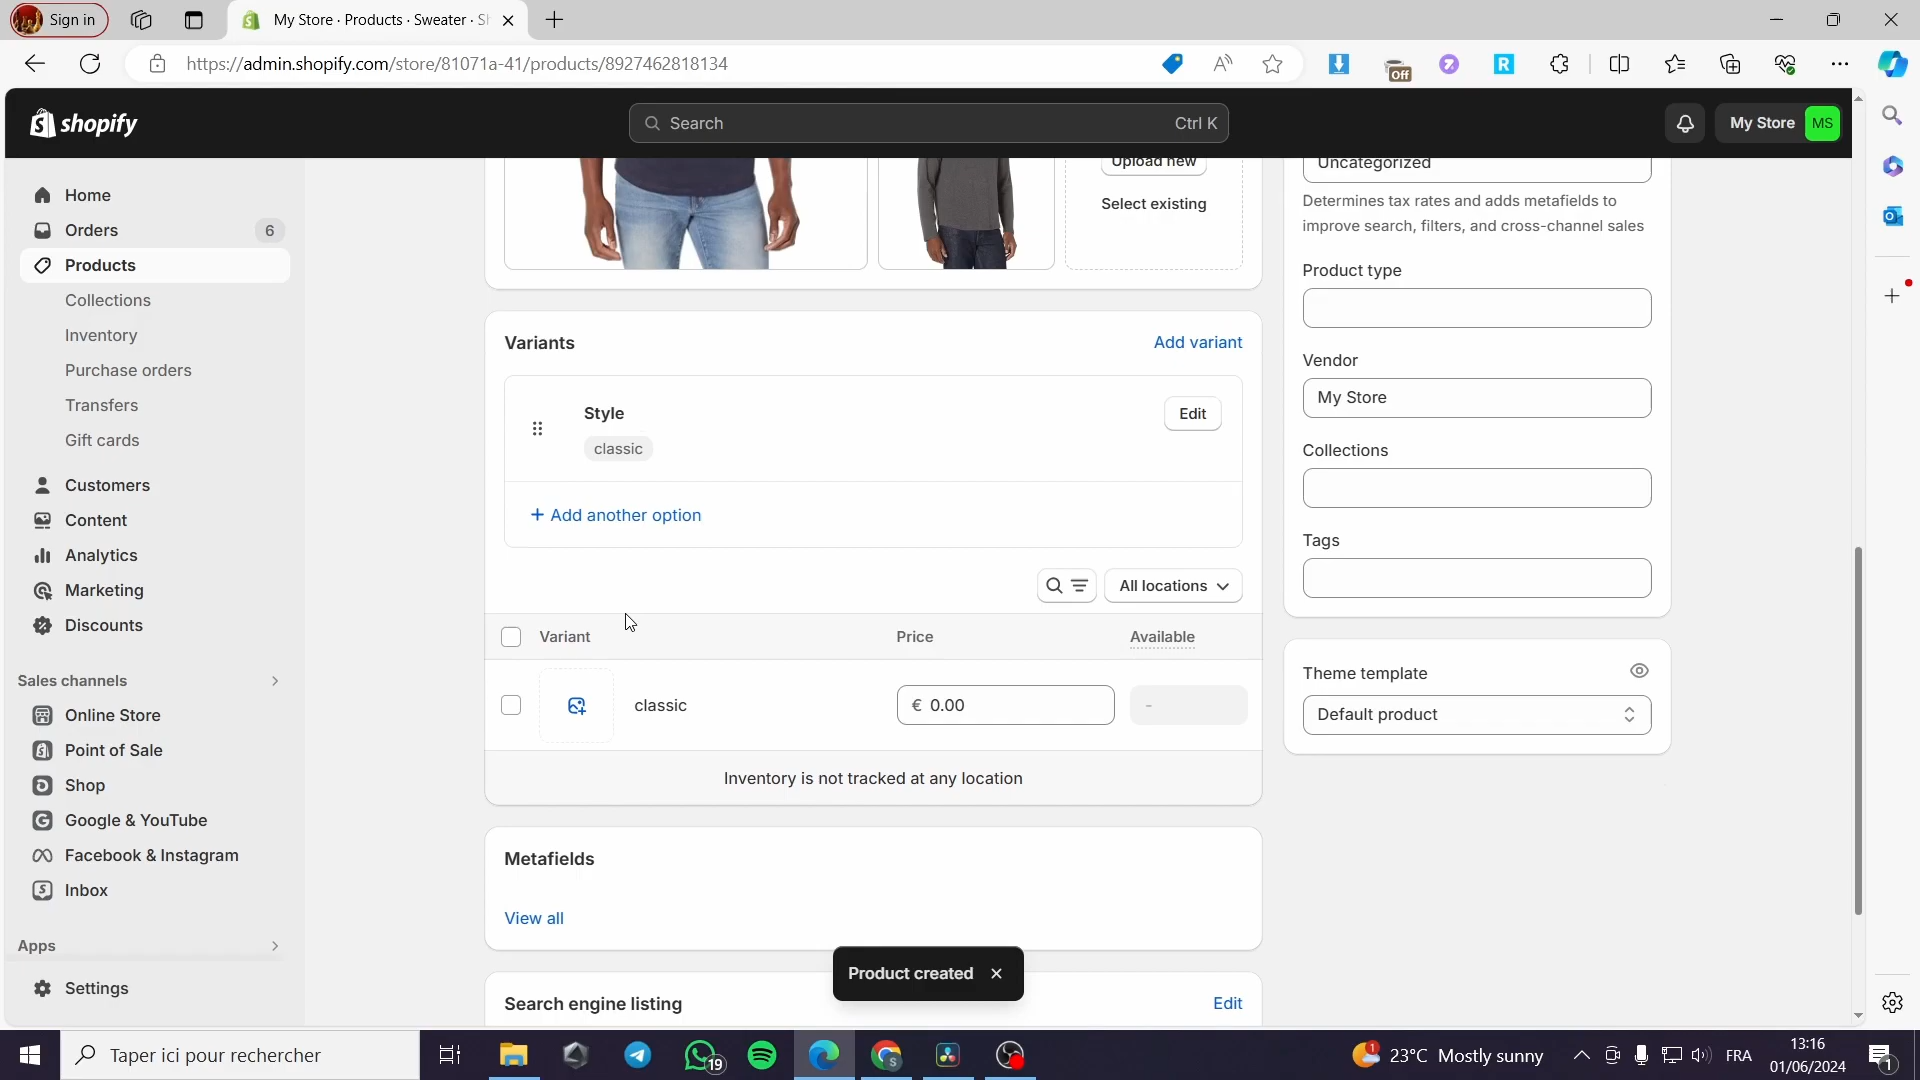 Sign in
My Store · Products · Sweater · Sh
https://admin.shopify.com/store/81071a-41/products/8927462818134
Off
shopify
Search
Ctrl K
My Store
MS
Home
Orders
6
Products
Collections
Inventory
Purchase orders
Transfers
Gift cards
Customers
Content
Analytics
Marketing
Discounts
Sales channels
Online Store
Point of Sale
Shop
Google & YouTube
Facebook & Instagram
Inbox
Apps
Settings
Upload new
Select existing
Variants
Add variant
Style
Edit
classic
+ Add another option
All locations
Variant
Price
Available
classic
€ 0.00
-
Inventory is not tracked at any location
Metafields
View all
Product created
Search engine listing
Edit
Uncategorized
Determines tax rates and adds metafields to
improve search, filters, and cross-channel sales
Product type
Vendor
My Store
Collections
Tags
Theme template
Default product
Taper ici pour rechercher
19
1
23°C Mostly sunny
FRA
13:16
01/06/2024
1